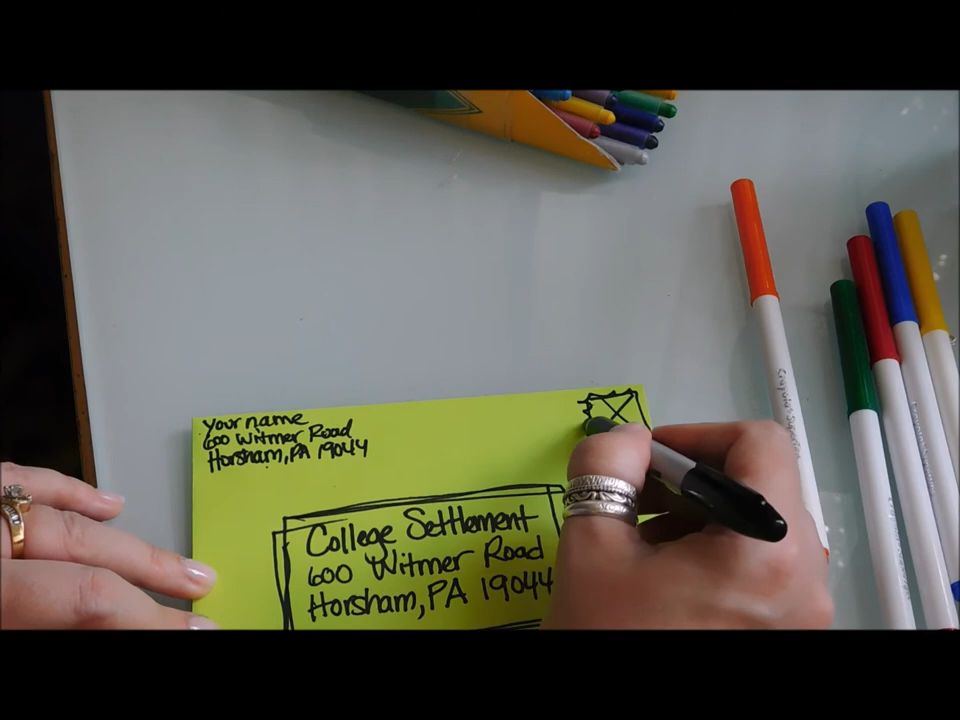 your name
600 Witmer Road
Horsham, PA 19044
College Settlement
600 Witmer Road
Horsham, PA 19044